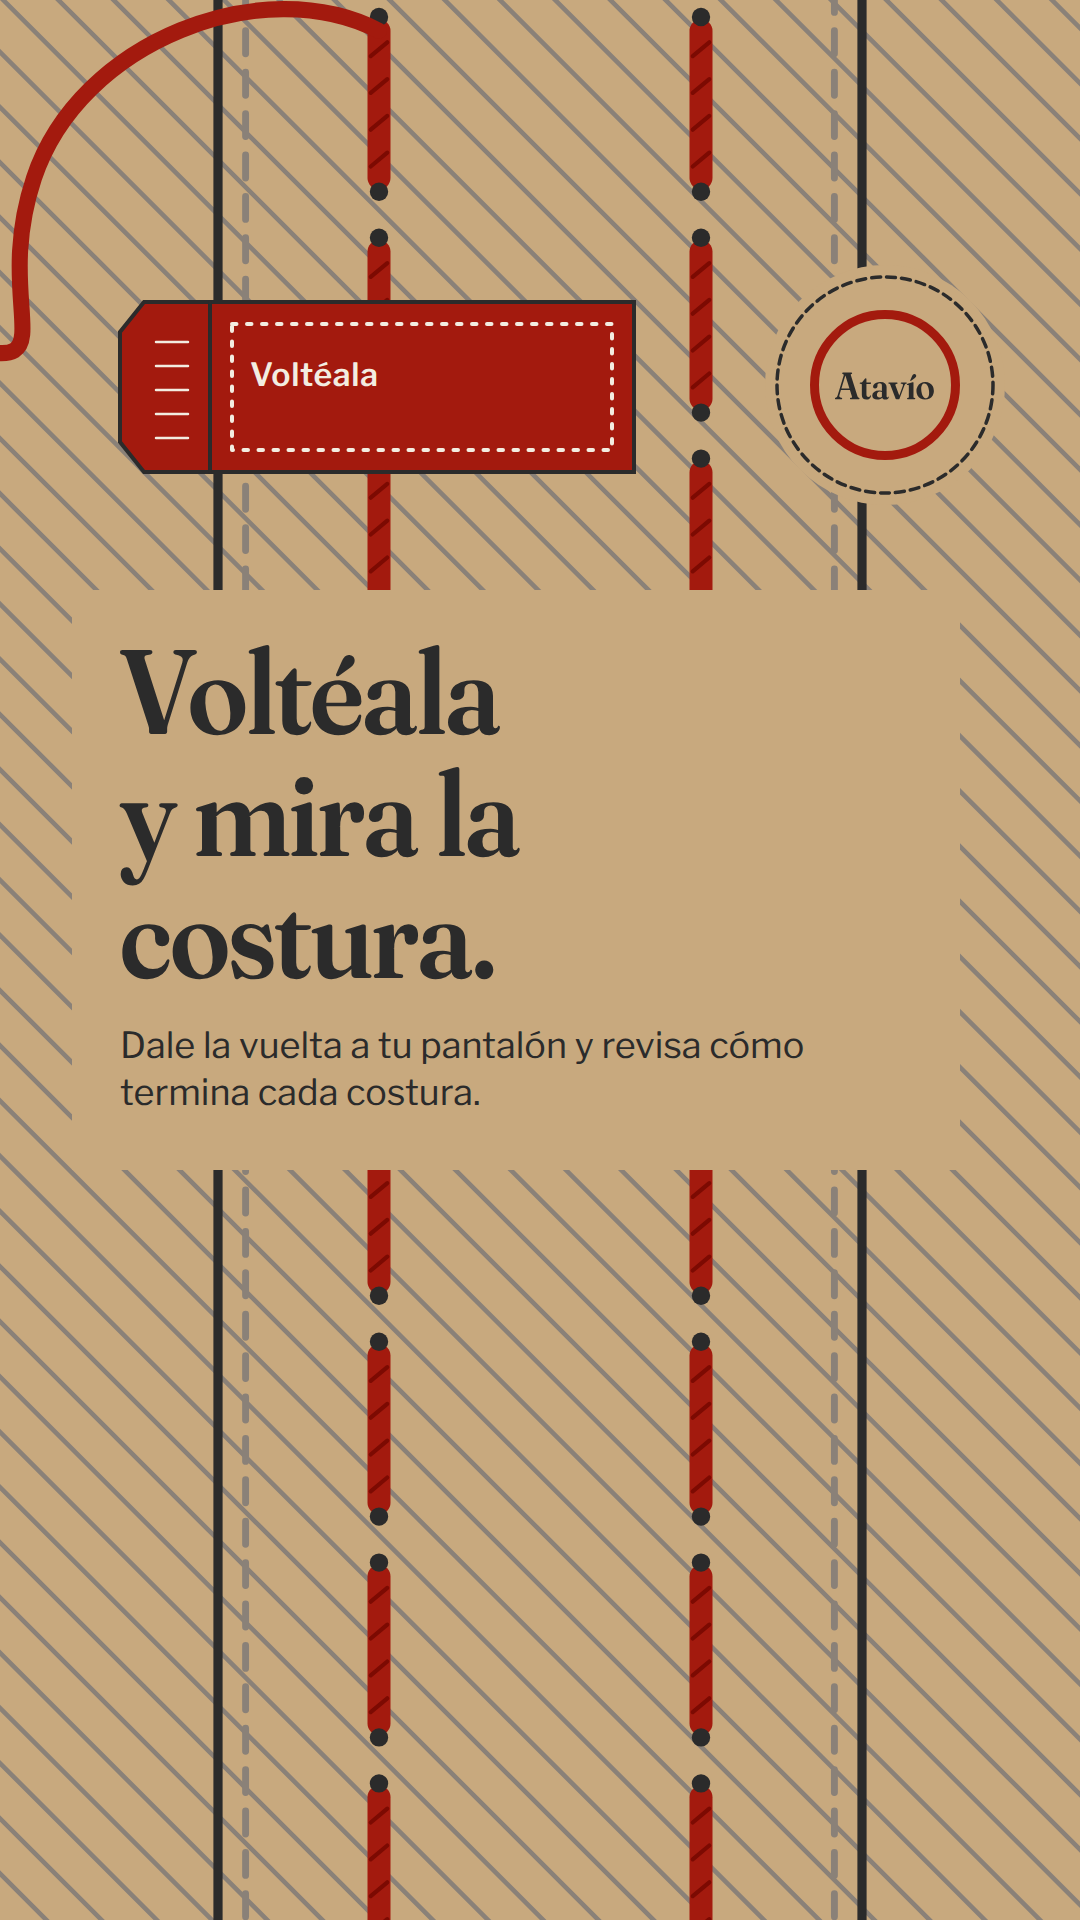 Voltéala
Atavío
Voltéala
y mira la
costura.
Dale la vuelta a tu pantalón y revisa cómo
termina cada costura.